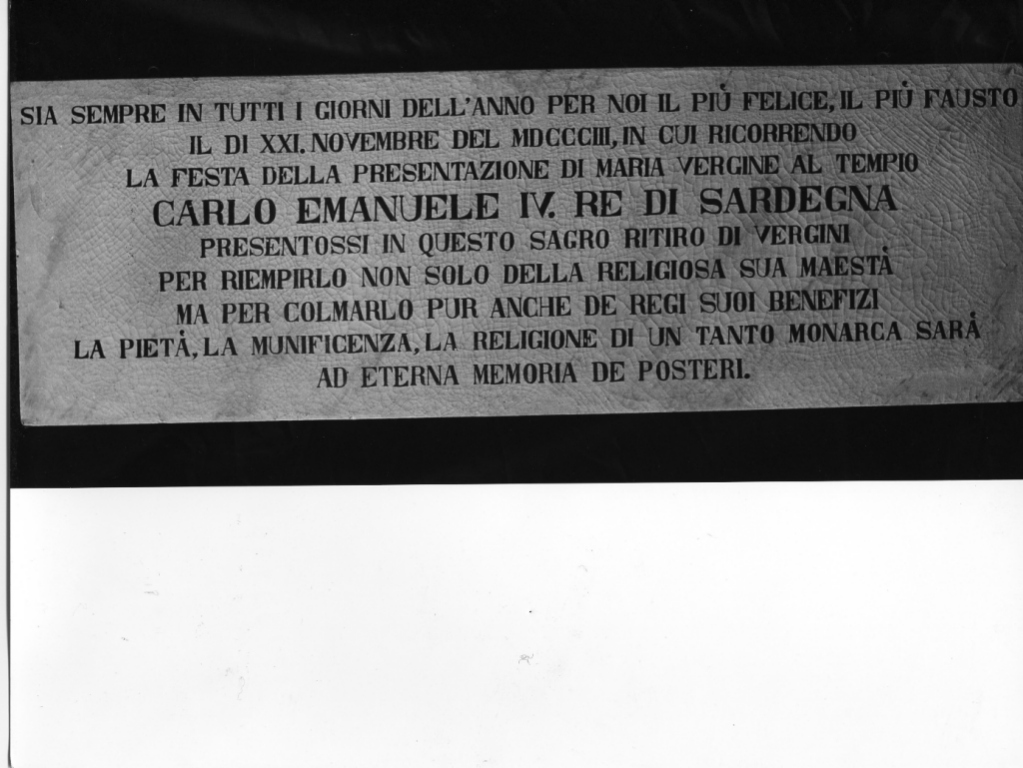 SIA SEMPRE IN TUTTI I GIORNI DELL'ANNO PER NOI IL PIÙ FELICE, IL PIÙ FAUSTO
IL DI XXI. NOVEMBRE DEL MDCCCIII, IN CUI RICORRENDO
LA FESTA DELLA PRESENTAZIONE DI MARIA VERGINE AL TEMPIO
CARLO EMANUELE IV. RE DI SARDEGNA
PRESENTOSSI IN QUESTO SAGRO RITIRO DI VERGINI
PER RIEMPIRLO NON SOLO DELLA RELIGIOSA SUA MAESTÀ
MA PER COLMARLO PUR ANCHE DE REGI SUOI BENEFIZI
LA PIETÀ, LA MUNIFICENZA, LA RELIGIONE DI UN TANTO MONARCA SARÀ
AD ETERNA MEMORIA DE POSTERI.